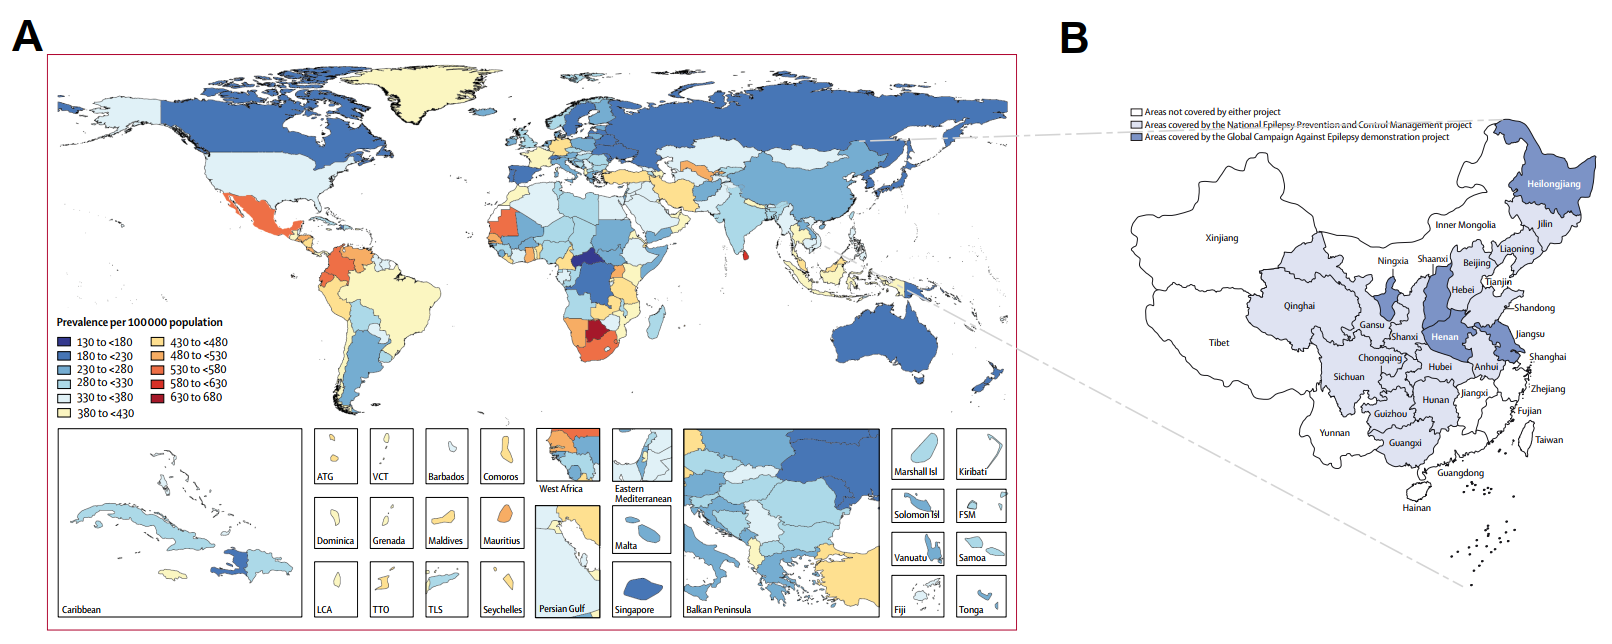 A
B
Prevalence per 100 000 population
130 to <180
180 to <230
230 to <280
280 to <330
330 to <380
380 to <430
430 to <480
480 to <530
530 to <580
580 to <630
630 to 680
Caribbean
ATG
VCT
Barbados
Comoros
Dominica
Grenada
Maldives
Mauritius
LCA
TTO
TLS
Seychelles
West Africa
Eastern
Mediterranean
Persian Gulf
Malta
Singapore
Balkan Peninsula
Marshall Isl
Kiribati
Solomon Isl
FSM
Vanuatu
Samoa
Fiji
Tonga
Areas not covered by either project
Areas covered by the National Epilepsy Prevention and Control Management project
Areas covered by the Global Campaign Against Epilepsy demonstration project
Heilongjiang
Jilin
Inner Mongolia
Xinjiang
Liaoning
Shaanxi
Ningxia
Beijing
Tianjin
Hebei
Qinghai
Shandong
Gansu
Shanxi
Henan
Jiangsu
Tibet
Chongqing
Shanghai
Sichuan
Hubei
Anhui
Zhejiang
Hunan
Jiangxi
Guizhou
Fujian
Yunnan
Guangxi
Taiwan
Guangdong
Hainan